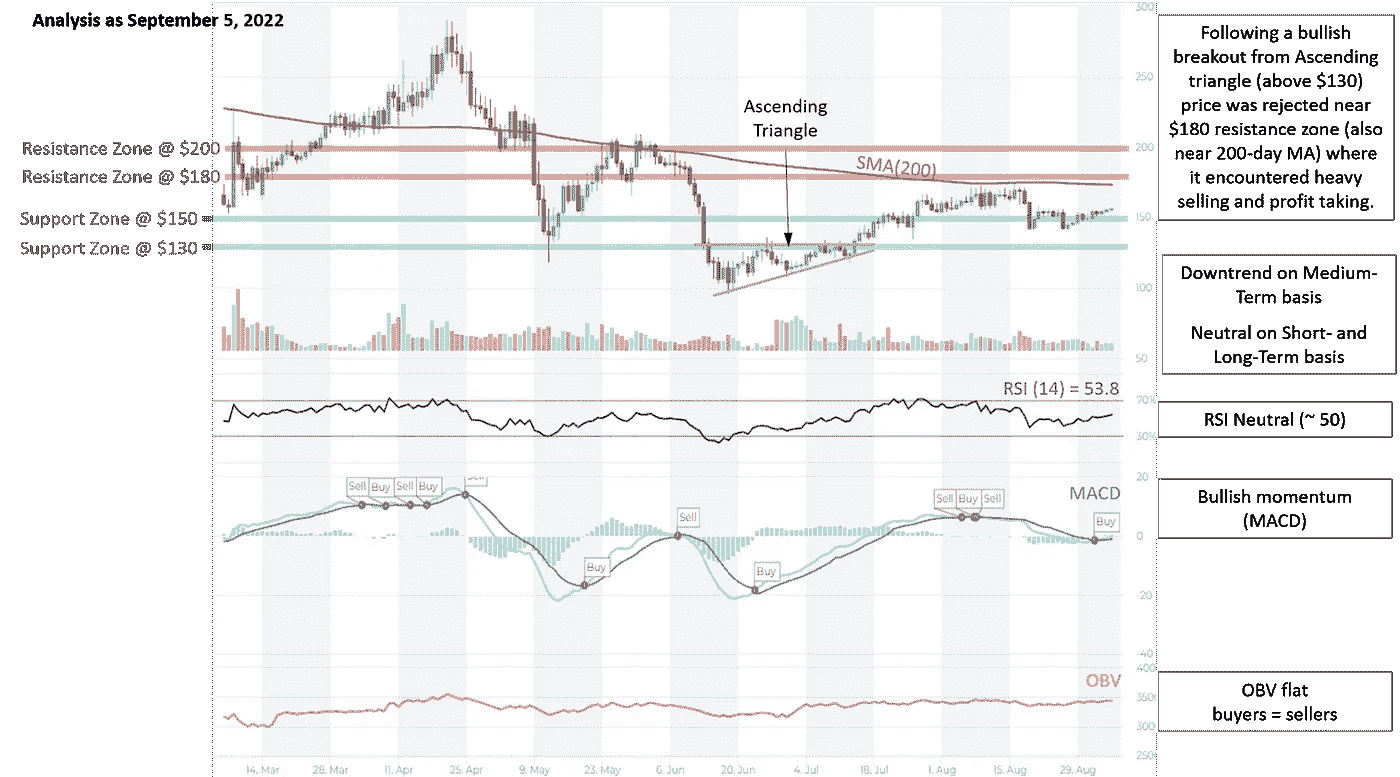 Analysis as September 5, 2022
Following a bullish
breakout from Ascending
triangle (above $130)
price was rejected near
$180 resistance zone (also
near 200-day MA) where
it encountered heavy
selling and profit taking.
Downtrend on Medium-
Term basis
Neutral on Short- and
Long-Term basis
RSI Neutral (~ 50)
Bullish momentum
(MACD)
OBV flat
buyers = sellers
Resistance Zone @ $200
Resistance Zone @ $180
Support Zone @ $150
Support Zone @ $130
Ascending
Triangle
SMA(200)
300
250
200
150
100
50
RSI (14) = 53.8
70%
30%
MACD
Sell Buy Sell Buy
Sell
Buy
Sell
Buy
Sell Buy Sell
Buy
20
0
-20
-40
OBV
400
350
300
250
14. Mar 28. Mar 11. Apr 25. Apr 9. May 23. May 6. Jun 20. Jun 4. Jul 18. Jul 1. Aug 15. Aug 29. Aug